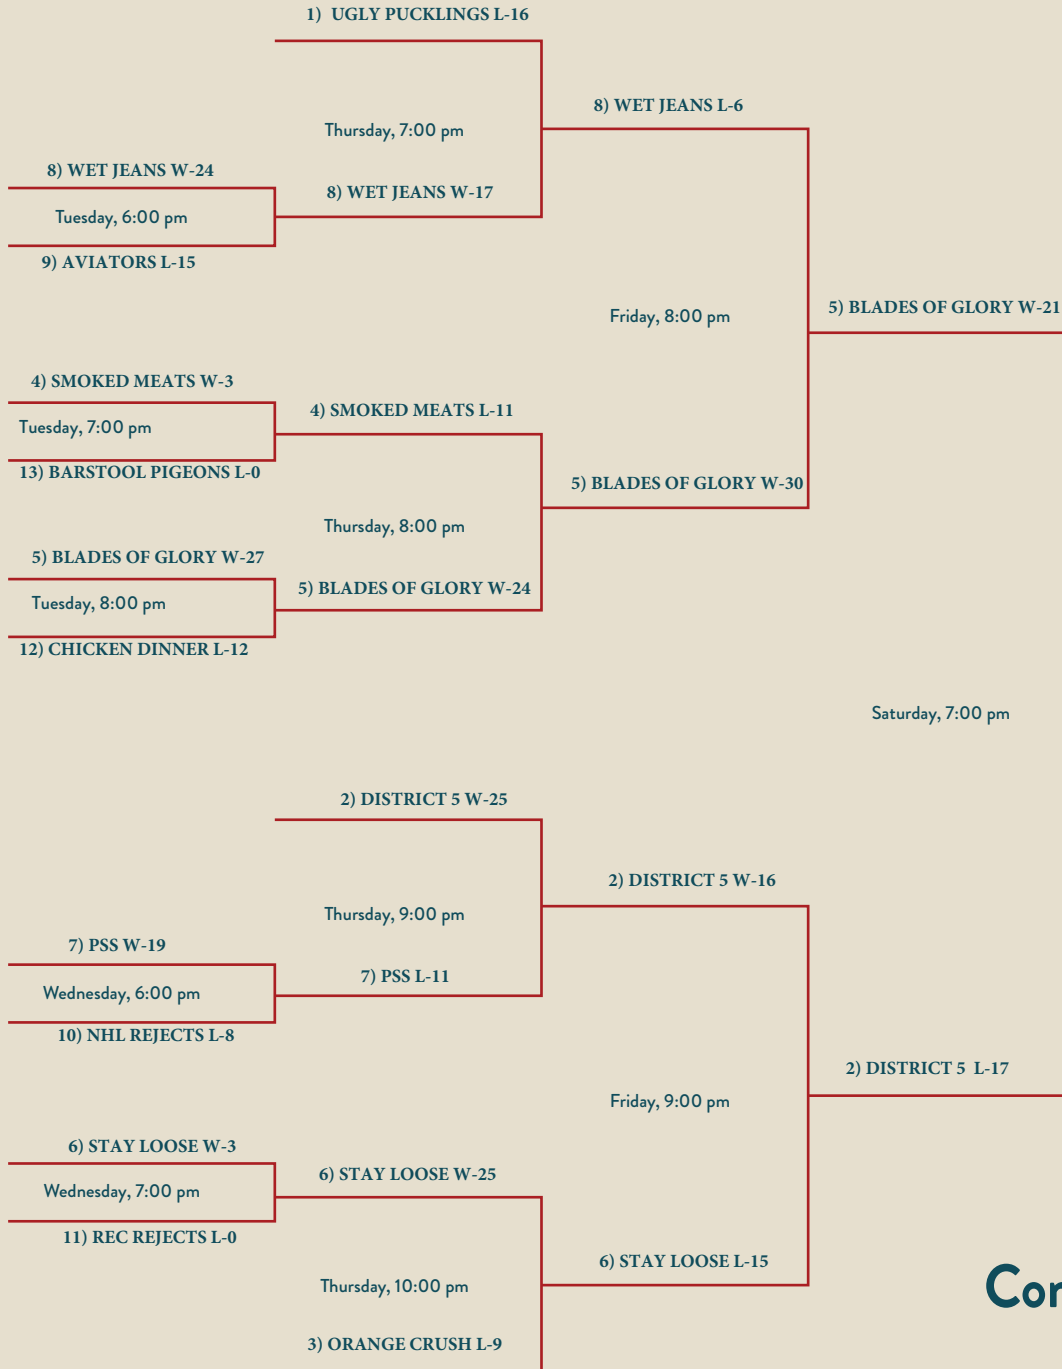 1) UGLY PUCKLINGS L-16
8) WET JEANS L-6
Thursday, 7:00 pm
8) WET JEANS W-24
8) WET JEANS W-17
Tuesday, 6:00 pm
9) AVIATORS L-15
5) BLADES OF GLORY W-21
Friday, 8:00 pm
4) SMOKED MEATS W-3
4) SMOKED MEATS L-11
Tuesday, 7:00 pm
13) BARSTOOL PIGEONS L-0
5) BLADES OF GLORY W-30
Thursday, 8:00 pm
5) BLADES OF GLORY W-27
5) BLADES OF GLORY W-24
Tuesday, 8:00 pm
12) CHICKEN DINNER L-12
Saturday, 7:00 pm
2) DISTRICT 5 W-25
2) DISTRICT 5 W-16
Thursday, 9:00 pm
7) PSS W-19
7) PSS L-11
Wednesday, 6:00 pm
10) NHL REJECTS L-8
2) DISTRICT 5 L-17
Friday, 9:00 pm
6) STAY LOOSE W-3
6) STAY LOOSE W-25
Wednesday, 7:00 pm
11) REC REJECTS L-0
6) STAY LOOSE L-15
Thursday, 10:00 pm
3) ORANGE CRUSH L-9